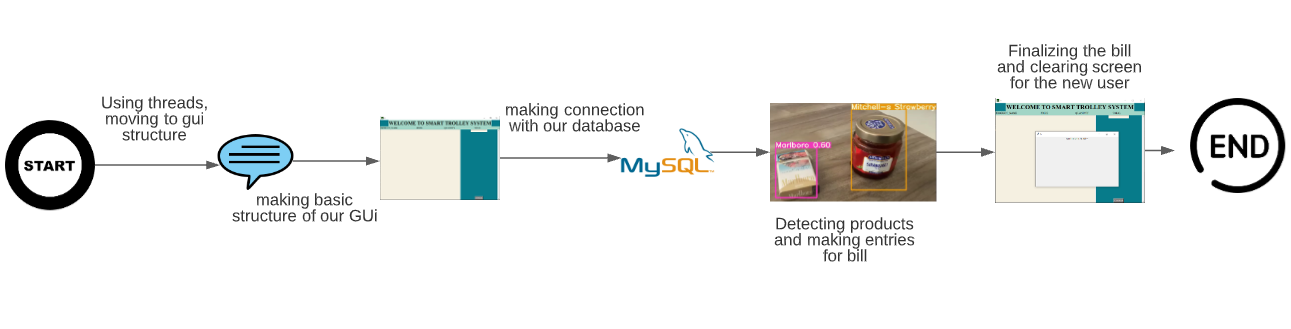 START
Using threads,
moving to gui
structure
making basic
structure of our GUi
WELCOME TO SMART TROLLEY SYSTEM
making connection
with our database
MySQL
Mitchell-s Strawberry
Marlboro 0.60
Detecting products
and making entries
for bill
Finalizing the bill
and clearing screen
for the new user
WELCOME TO SMART TROLLEY SYSTEM
END